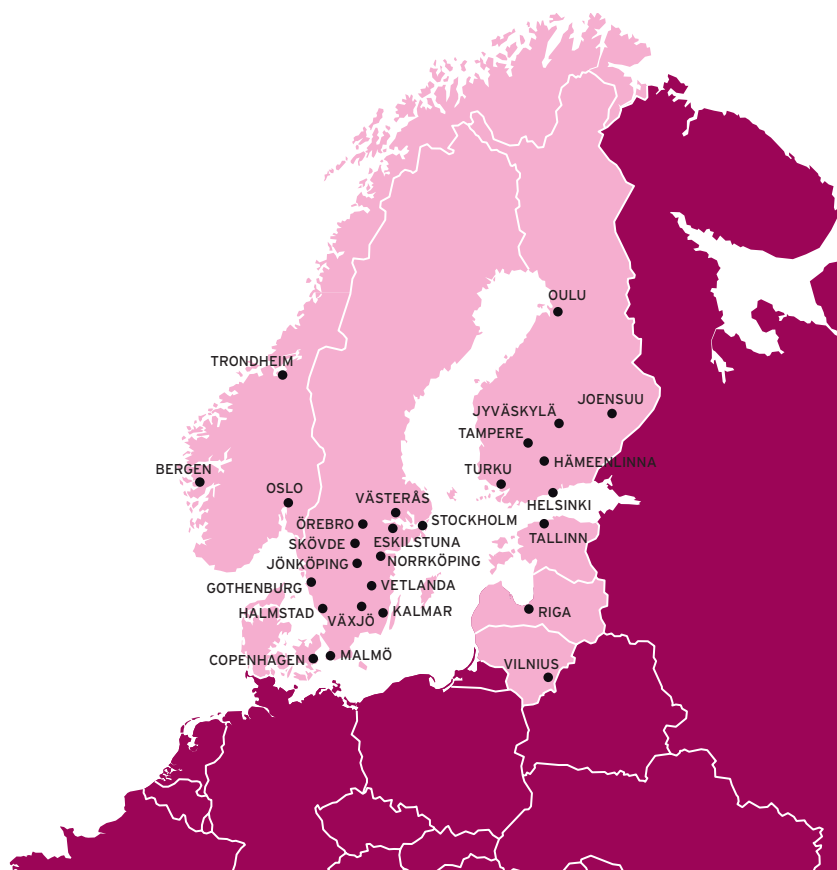 OULU
TRONDHEIM
JOENSUU
JYVÄSKYLÄ
TAMPERE
HÄMEENLINNA
BERGEN
TURKU
OSLO
VÄSTERÅS
HELSINKI
ÖREBRO
STOCKHOLM
TALLINN
SKÖVDE
ESKILSTUNA
JÖNKÖPING
NORRKÖPING
GOTHENBURG
VETLANDA
HALMSTAD
KALMAR
RIGA
VÄXJÖ
COPENHAGEN
MALMÖ
VILNIUS